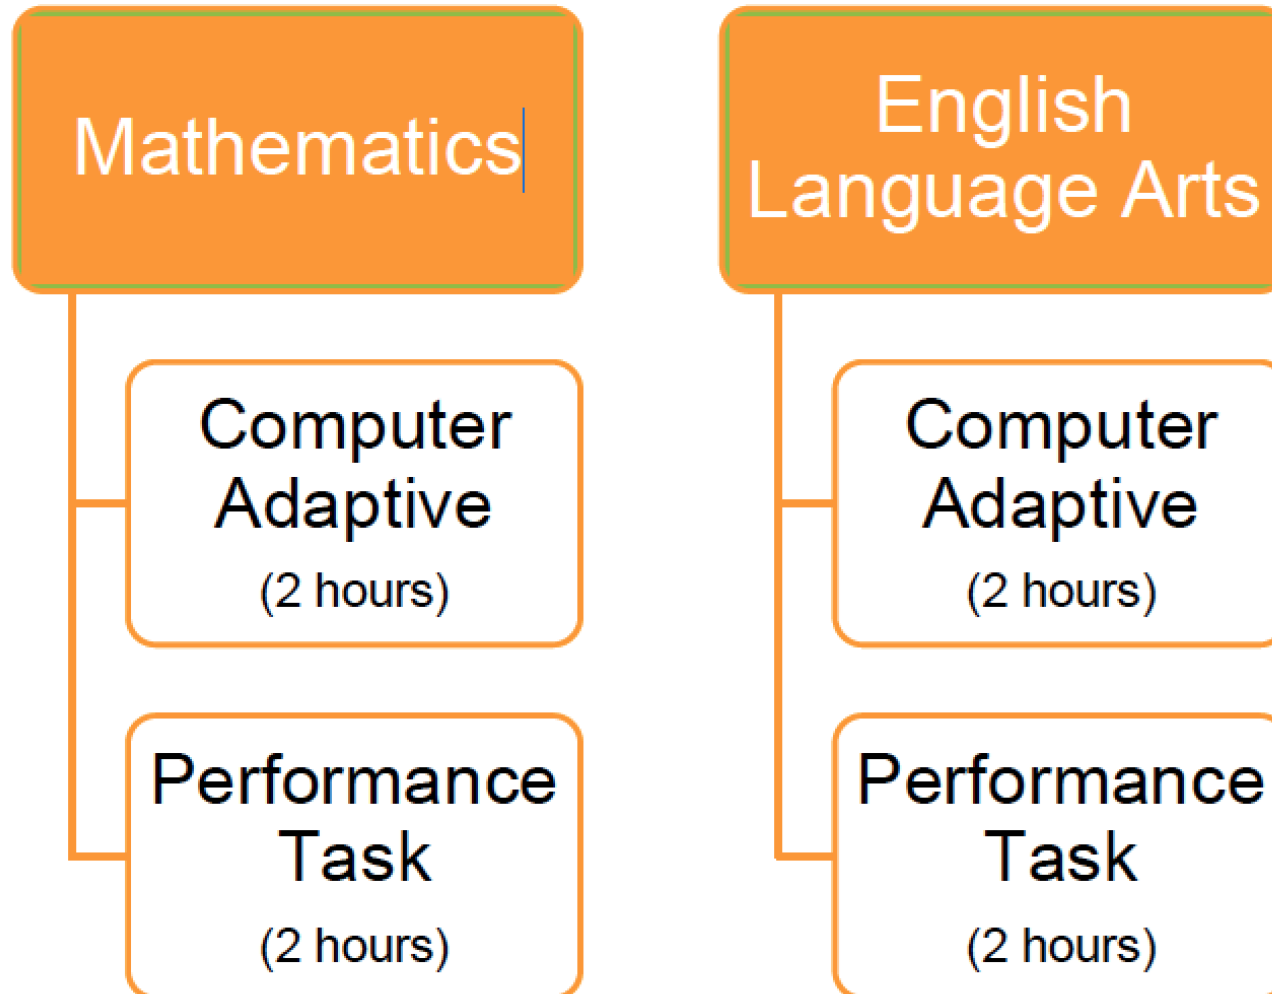 Mathematics
Computer
Adaptive
(2 hours)
Performance
Task
(2 hours)
English
Language Arts
Computer
Adaptive
(2 hours)
Performance
Task
(2 hours)